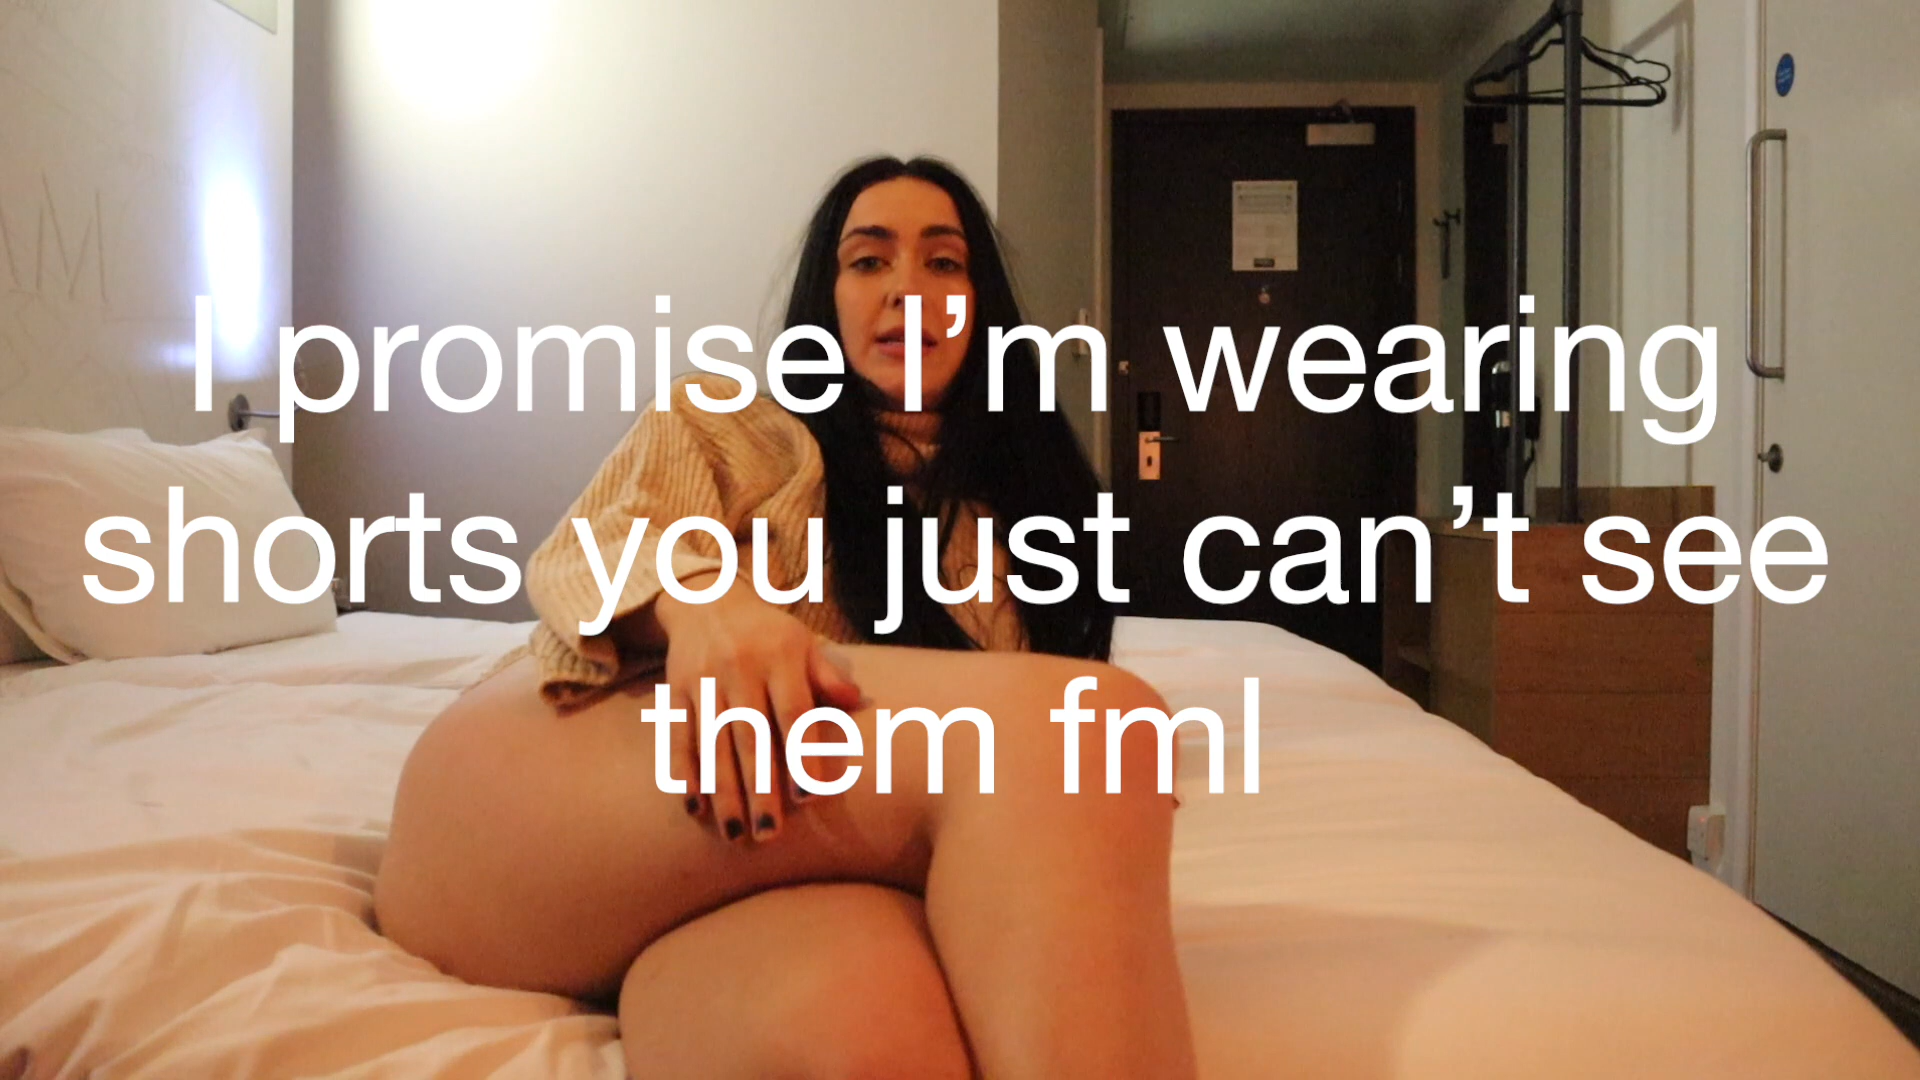 I promise I’m wearing
shorts you just can’t see
them fml